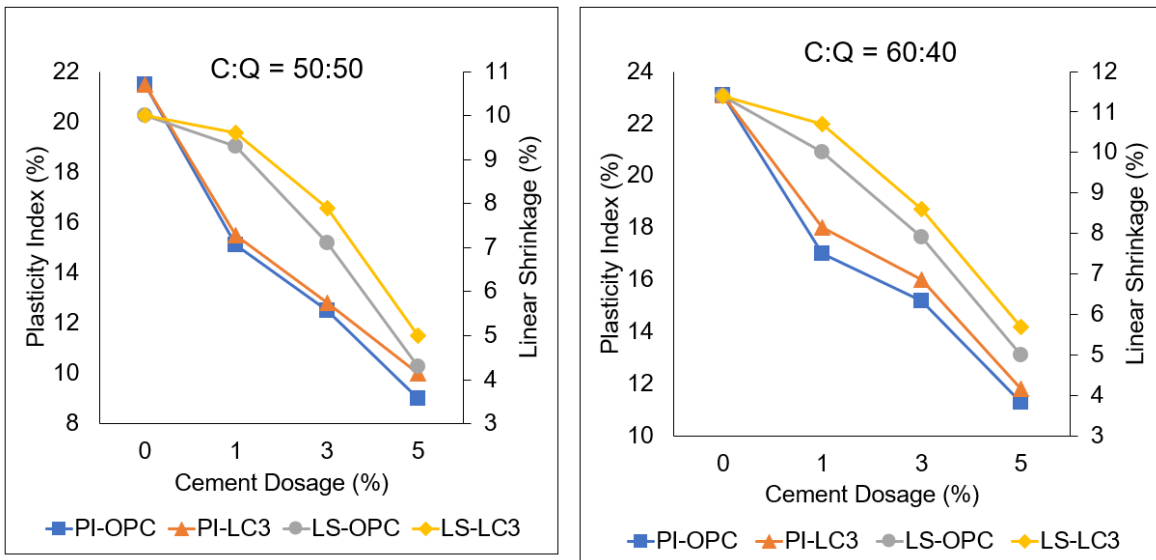 C:Q = 50:50
Plasticity Index (%)
22
20
18
16
14
12
10
8
11
10
9
8
7
6
5
4
3
Linear Shrinkage (%)
0 1 3 5
Cement Dosage (%)
PI-OPC PI-LC3 LS-OPC LS-LC3
C:Q = 60:40
Plasticity Index (%)
24
22
20
18
16
14
12
10
12
11
10
9
8
7
6
5
4
3
Linear Shrinkage (%)
0 1 3 5
Cement Dosage (%)
PI-OPC PI-LC3 LS-OPC LS-LC3